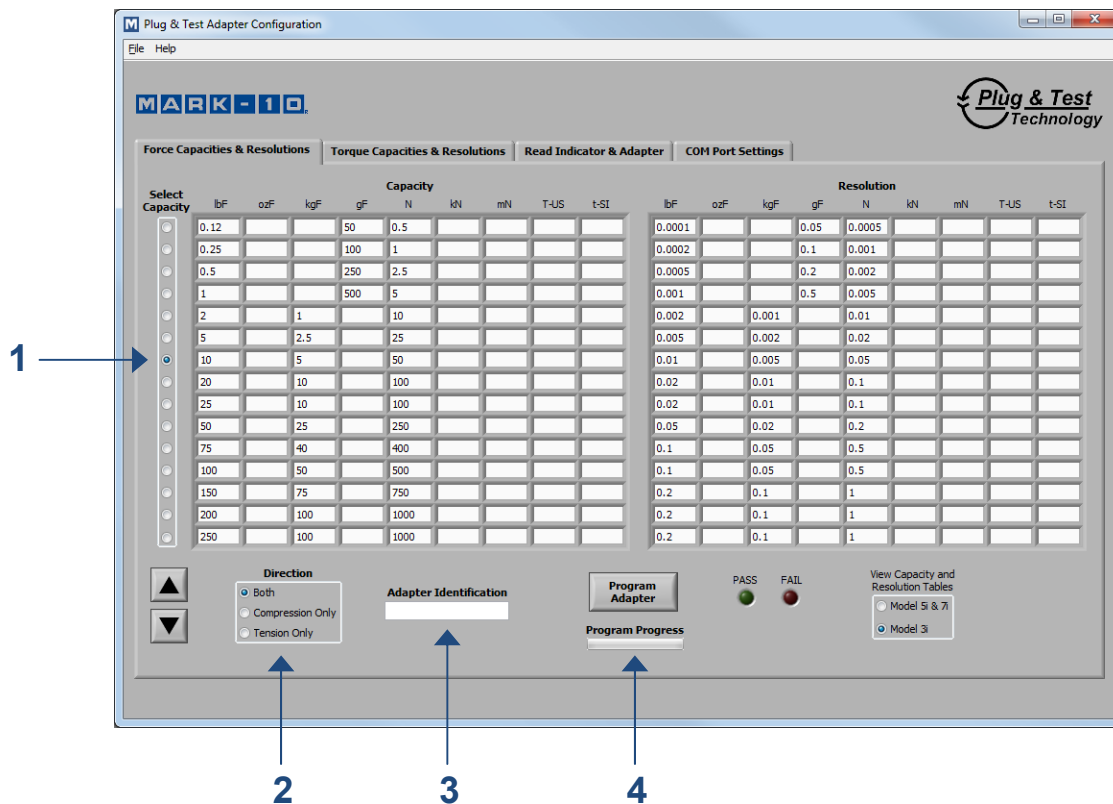 Plug & Test Adapter Configuration
File Help
MARK-10
Plug & Test
Technology
Force Capacities & Resolutions Torque Capacities & Resolutions Read Indicator & Adapter COM Port Settings
Select Capacity
Capacity
lbF ozF kgF gF N kN mN T-US t-SI
Resolution
lbF ozF kgF gF N kN mN T-US t-SI
0.12 50 0.5 0.0001 0.05 0.0005
0.25 100 1 0.0002 0.1 0.001
0.5 250 2.5 0.0005 0.2 0.002
1 500 5 0.001 0.5 0.005
2 1 10 0.002 0.001 0.01
5 2.5 25 0.005 0.002 0.02
10 5 50 0.01 0.005 0.05
20 10 100 0.02 0.01 0.1
25 10 100 0.02 0.01 0.1
50 25 250 0.05 0.02 0.2
75 40 400 0.1 0.05 0.5
100 50 500 0.1 0.05 0.5
150 75 750 0.2 0.1 1
200 100 1000 0.2 0.1 1
250 100 1000 0.2 0.1 1
Direction
Both
Compression Only
Tension Only
Adapter Identification
Program
Adapter
Program Progress
PASS FAIL
View Capacity and
Resolution Tables
Model 5i & 7i
Model 3i
1
2
3
4